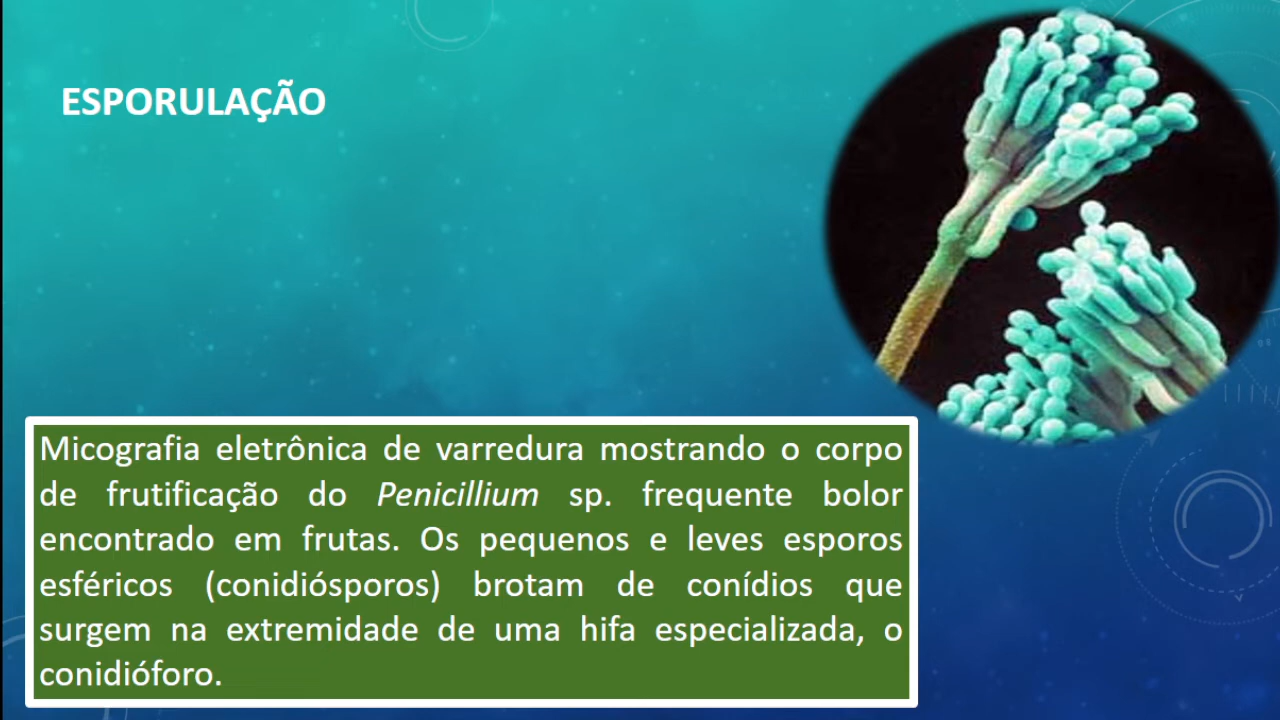 ESPORULAÇÃO
Micografia eletrônica de varredura mostrando o corpo
de frutificação do Penicillium sp. frequente bolor
encontrado em frutas. Os pequenos e leves esporos
esféricos (conidiósporos) brotam de conídios que
surgem na extremidade de uma hifa especializada, o
conidióforo.